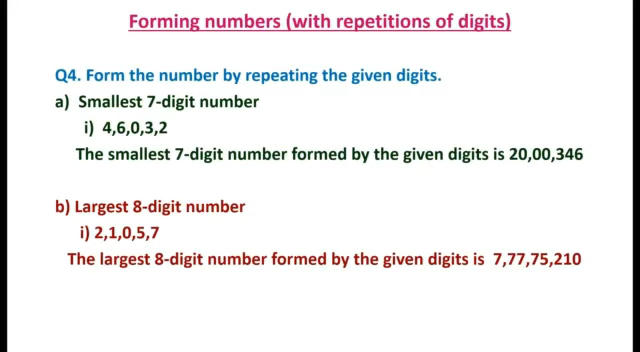 Forming numbers (with repetitions of digits)
Q4. Form the number by repeating the given digits.
a) Smallest 7-digit number
i) 4,6,0,3,2
The smallest 7-digit number formed by the given digits is 20,00,346
b) Largest 8-digit number
i) 2,1,0,5,7
The largest 8-digit number formed by the given digits is 7,77,75,210